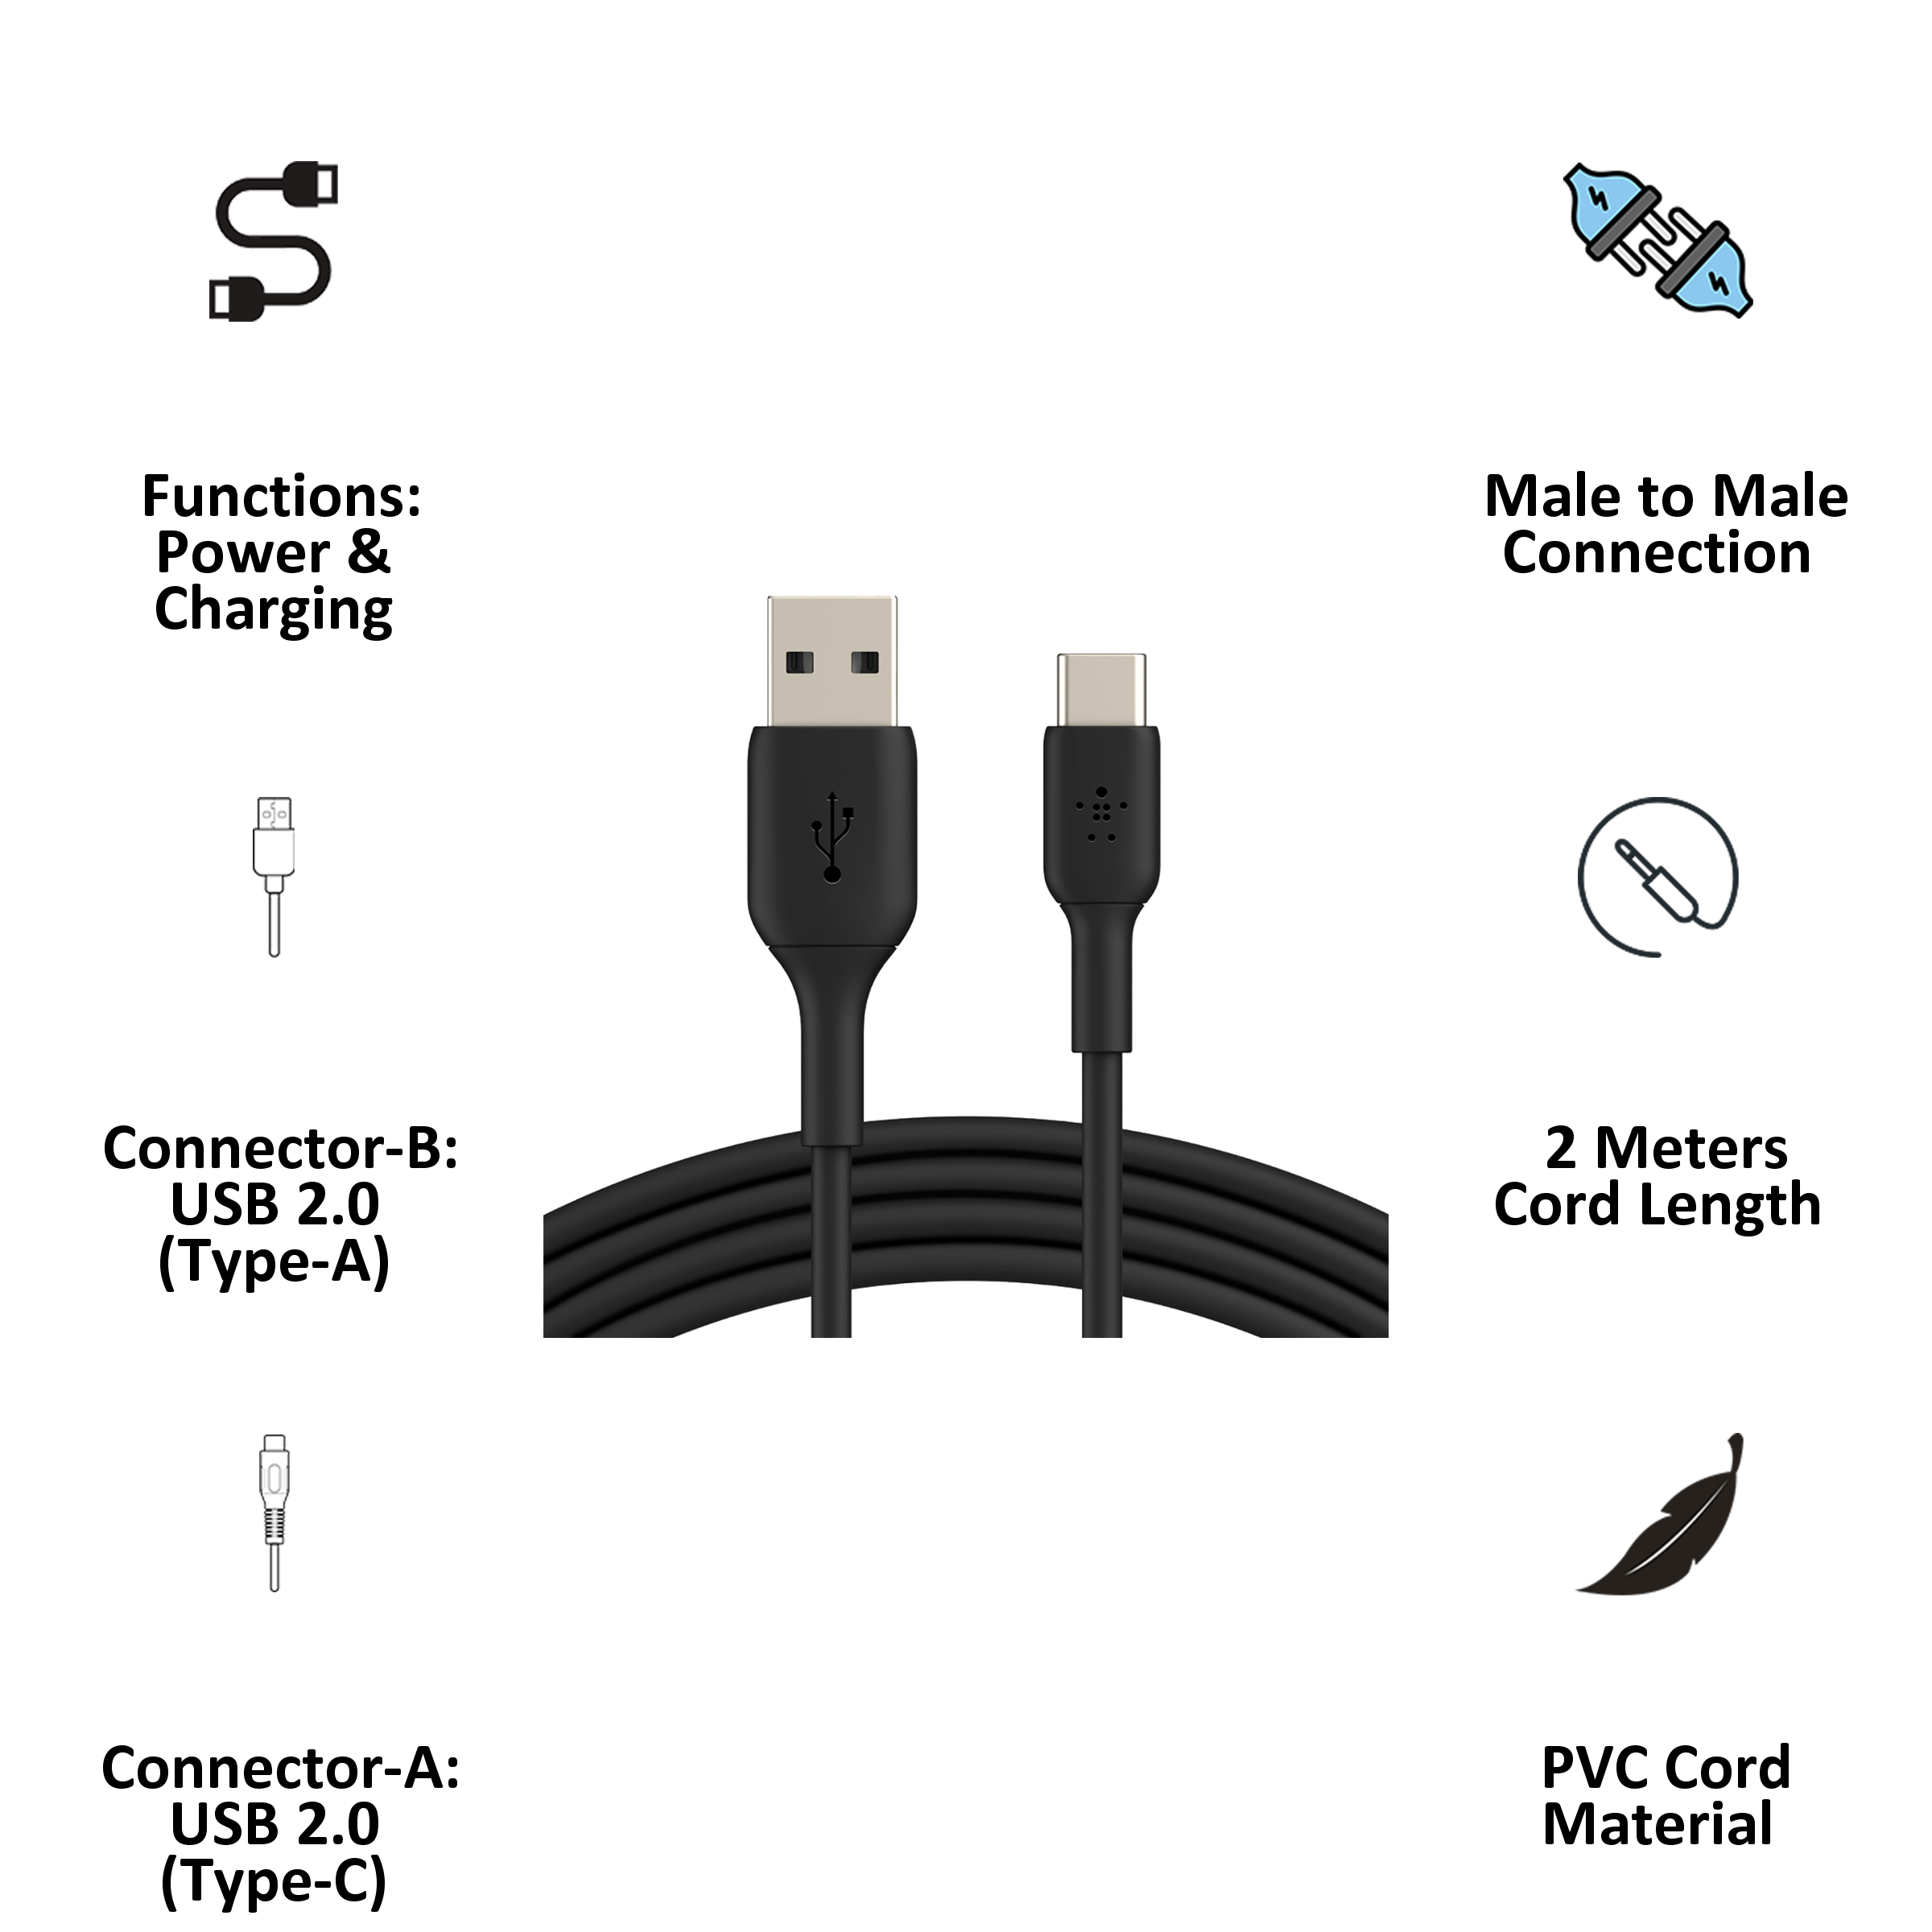 Functions:
Power &
Charging
Male to Male
Connection
Connector-B:
USB 2.0
(Type-A)
2 Meters
Cord Length
Connector-A:
USB 2.0
(Type-C)
PVC Cord
Material